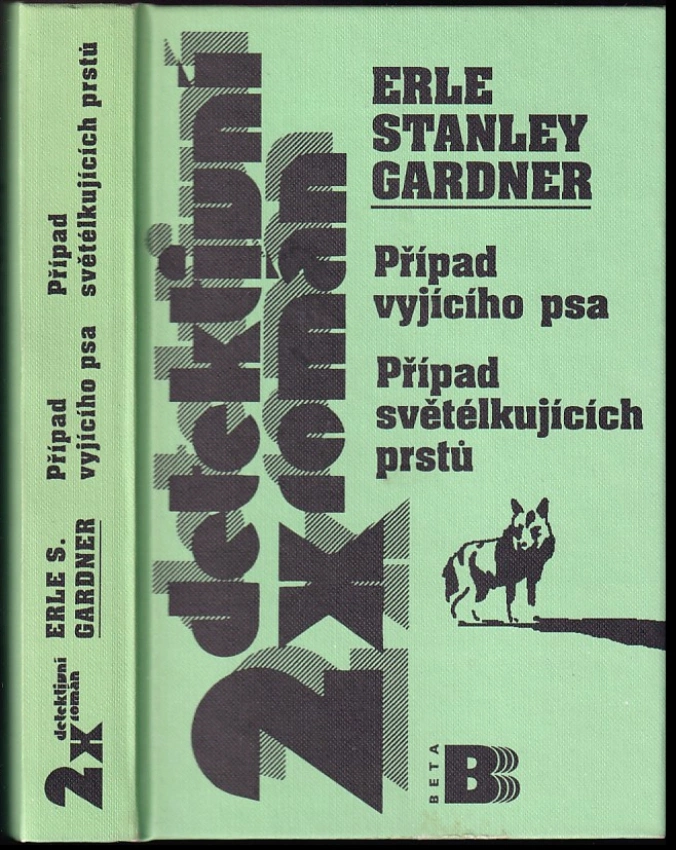 2x detektivní
román
ERLE S.
GARDNER
Případ
vyjícího psa
Případ
světélkujících prstů
2x detektivní
román
ERLE
STANLEY
GARDNER
Případ
vyjícího psa
Případ
světélkujících
prstů
BETA
B